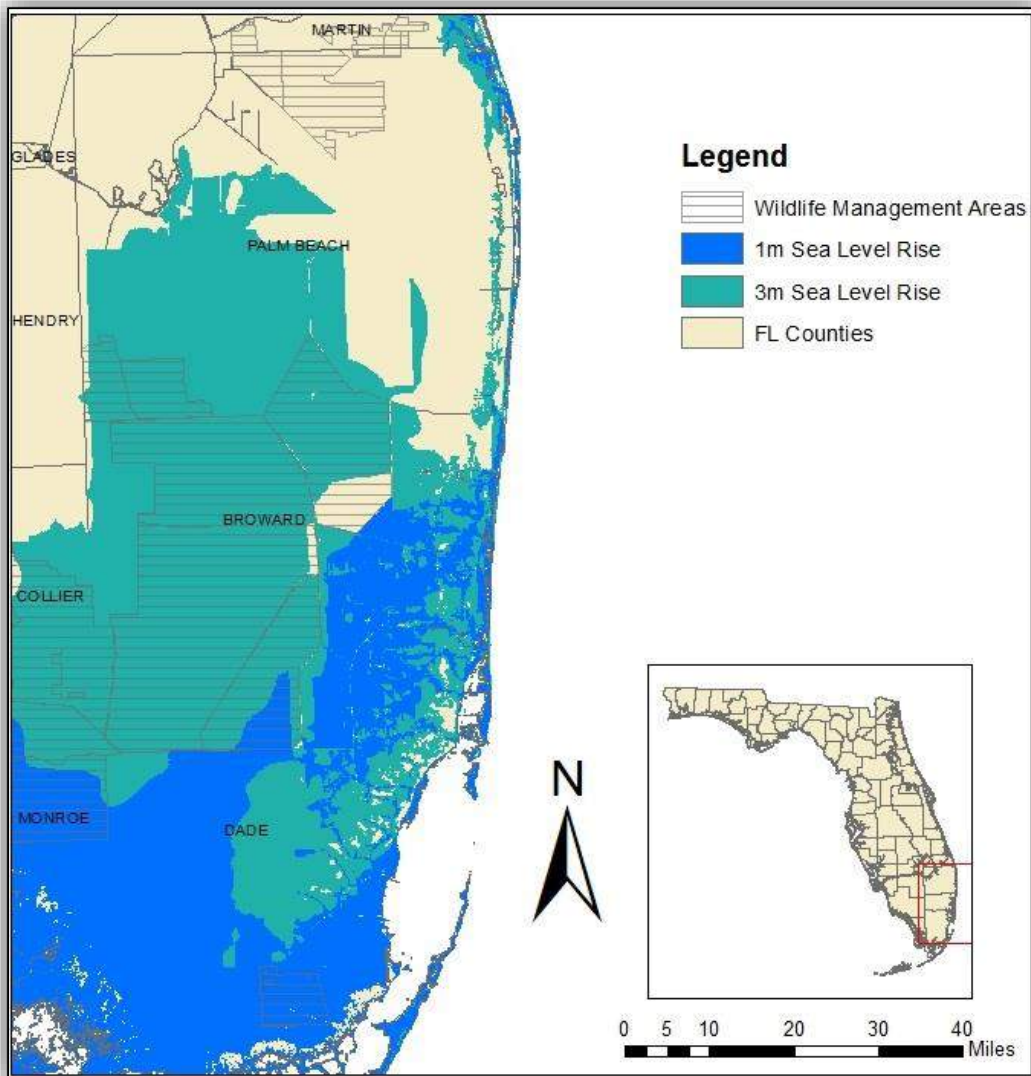 MARTIN
GLADES
PALM BEACH
HENDRY
BROWARD
COLLIER
MONROE
DADE
Legend
Wildlife Management Areas
1m Sea Level Rise
3m Sea Level Rise
FL Counties
N
0 5 10 20 30 40
Miles